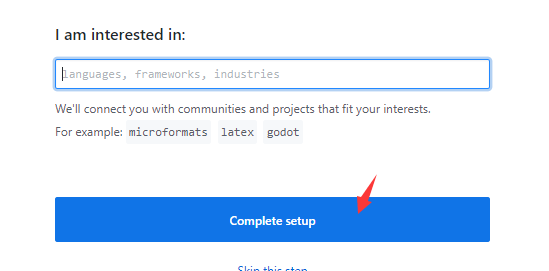 I am interested in:
languages, frameworks, industries
We'll connect you with communities and projects that fit your interests.
For example: microformats latex godot
Complete setup
Skip this step